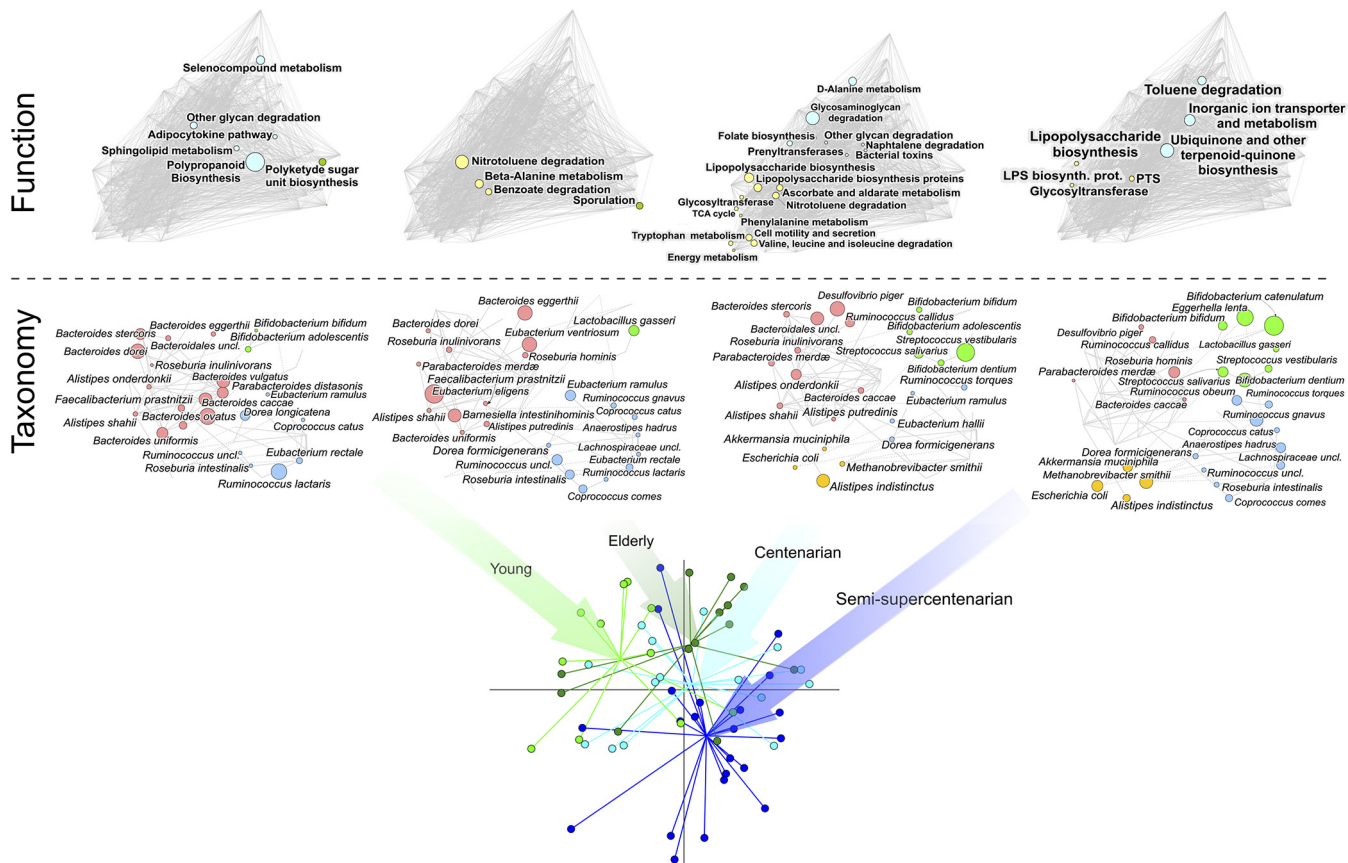 Function
Selenocompound metabolism
Other glycan degradation
Adipocytokine pathway
Sphingolipid metabolism
Polypropanoid
Biosynthesis
Polyketyde sugar
unit biosynthesis
Nitrotoluene degradation
Beta-Alanine metabolism
Benzoate degradation
Sporulation
D-Alanine metabolism
Glycosaminoglycan
degradation
Folate biosynthesis
Other glycan degradation
Naphtalene degradation
Prenyltransferases
Bacterial toxins
Lipopolysaccharide biosynthesis
Lipopolysaccharide biosynthesis proteins
Ascorbate and aldarate metabolism
Glycosyltransferase
Nitrotoluene degradation
TCA cycle
Phenylalanine metabolism
Tryptophan metabolism
Cell motility and secretion
Valine, leucine and isoleucine degradation
Energy metabolism
Toluene degradation
Inorganic ion transporter
and metabolism
Lipopolysaccharide
biosynthesis
Ubiquinone and other
terpenoid-quinone
biosynthesis
LPS biosynth. prot.
PTS
Glycosyltransferase
Taxonomy
Bacteroides eggerthii
Bifidobacterium bifidum
Bacteroides stercoris
Bifidobacterium adolescentis
Bacteroidales uncl.
Bacteroides dorei
Roseburia inulinivorans
Alistipes onderdonkii
Bacteroides vulgatus
Parabacteroides distasonis
Eubacterium ramulus
Faecalibacterium prastnitzii
Bacteroides caccae
Alistipes shahii
Bacteroides ovatus
Dorea longicatena
Coprococcus catus
Bacteroides uniformis
Ruminococcus uncl.
Eubacterium rectale
Roseburia intestinalis
Ruminococcus lactaris
Bacteroides eggerthii
Bacteroides dorei
Lactobacillus gasseri
Eubacterium ventriosum
Roseburia inulinivorans
Roseburia hominis
Parabacteroides merdæ
Faecalibacterium prastnitzii
Eubacterium ramulus
Eubacterium eligens
Ruminococcus gnavus
Alistipes shahii
Barnesiella intestinihominis
Coprococcus catus
Alistipes putredinis
Anaerostipes hadrus
Bacteroides uniformis
Dorea formicigenerans
Lachnospiraceae uncl.
Ruminococcus uncl.
Eubacterium rectale
Roseburia intestinalis
Ruminococcus lactaris
Coprococcus comes
Desulfovibrio piger
Bacteroides stercoris
Bifidobacterium bifidum
Ruminococcus callidus
Bacteroidales uncl.
Bifidobacterium adolescentis
Roseburia inulinivorans
Streptococcus vestibularis
Streptococcus salivarius
Parabacteroides merdæ
Bifidobacterium dentium
Alistipes onderdonkii
Ruminococcus torques
Bacteroides caccae
Eubacterium ramulus
Alistipes shahii
Alistipes putredinis
Eubacterium hallii
Akkermansia muciniphila
Dorea formicigenerans
Escherichia coli
Methanobrevibacter smithii
Alistipes indistinctus
Bifidobacterium catenulatum
Eggerhella lenta
Bifidobacterium bifidum
Desulfovibrio piger
Ruminococcus callidus
Lactobacillus gasseri
Roseburia hominis
Streptococcus vestibularis
Parabacteroides merdæ
Streptococcus salivarius
Bifidobacterium dentium
Ruminococcus obeum
Ruminococcus torques
Bacteroides caccae
Ruminococcus gnavus
Coprococcus catus
Anaerostipes hadrus
Dorea formicigenerans
Lachnospiraceae uncl.
Akkermansia muciniphila
Ruminococcus uncl.
Methanobrevibacter smithii
Roseburia intestinalis
Escherichia coli
Coprococcus comes
Alistipes indistinctus
Elderly
Centenarian
Young
Semi-supercentenarian